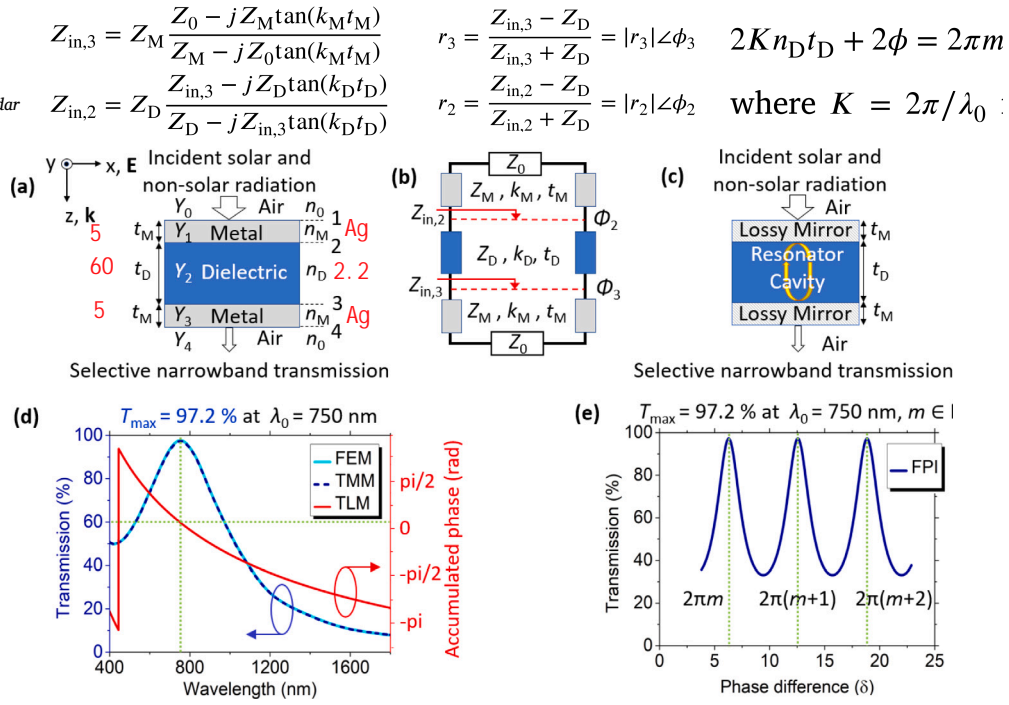 Z_in,3 = Z_M (Z_0 − jZ_M tan(k_M t_M)) / (Z_M − jZ_0 tan(k_M t_M))
r_3 = (Z_in,3 − Z_D) / (Z_in,3 + Z_D) = |r_3|∠ϕ_3
2Kn_D t_D + 2ϕ = 2πm
dar
Z_in,2 = Z_D (Z_in,3 − jZ_D tan(k_D t_D)) / (Z_D − jZ_in,3 tan(k_D t_D))
r_2 = (Z_in,2 − Z_D) / (Z_in,2 + Z_D) = |r_2|∠ϕ_2
where K = 2π/λ_0
(a)
y
x, E
z, k
Incident solar and
non-solar radiation
Y_0 Air n_0
1
5 t_M Y_1 Metal n_M Ag
2
60 t_D Y_2 Dielectric n_D 2.2
3
5 t_M Y_3 Metal n_M Ag
4
Y_4 Air n_0
Selective narrowband transmission
(b)
Z_0
Z_M , k_M , t_M
Z_in,2 Φ_2
Z_D, k_D, t_D
Z_in,3 Φ_3
Z_M, k_M, t_M
Z_0
(c)
Incident solar and
non-solar radiation
Air
Lossy Mirror t_M
Resonator t_D
Cavity
Lossy Mirror t_M
Air
Selective narrowband transmission
(d)
T_max = 97.2 % at λ_0 = 750 nm
Transmission (%)
100
80
60
40
20
0
FEM
TMM
TLM
pi/2
0
-pi/2
-pi
Accumulated phase (rad)
400 800 1200 1600
Wavelength (nm)
(e)
T_max = 97.2 % at λ_0 = 750 nm, m ∈
Transmission (%)
100
80
60
40
20
0
FPI
2πm 2π(m+1) 2π(m+2)
0 5 10 15 20 25
Phase difference (δ)